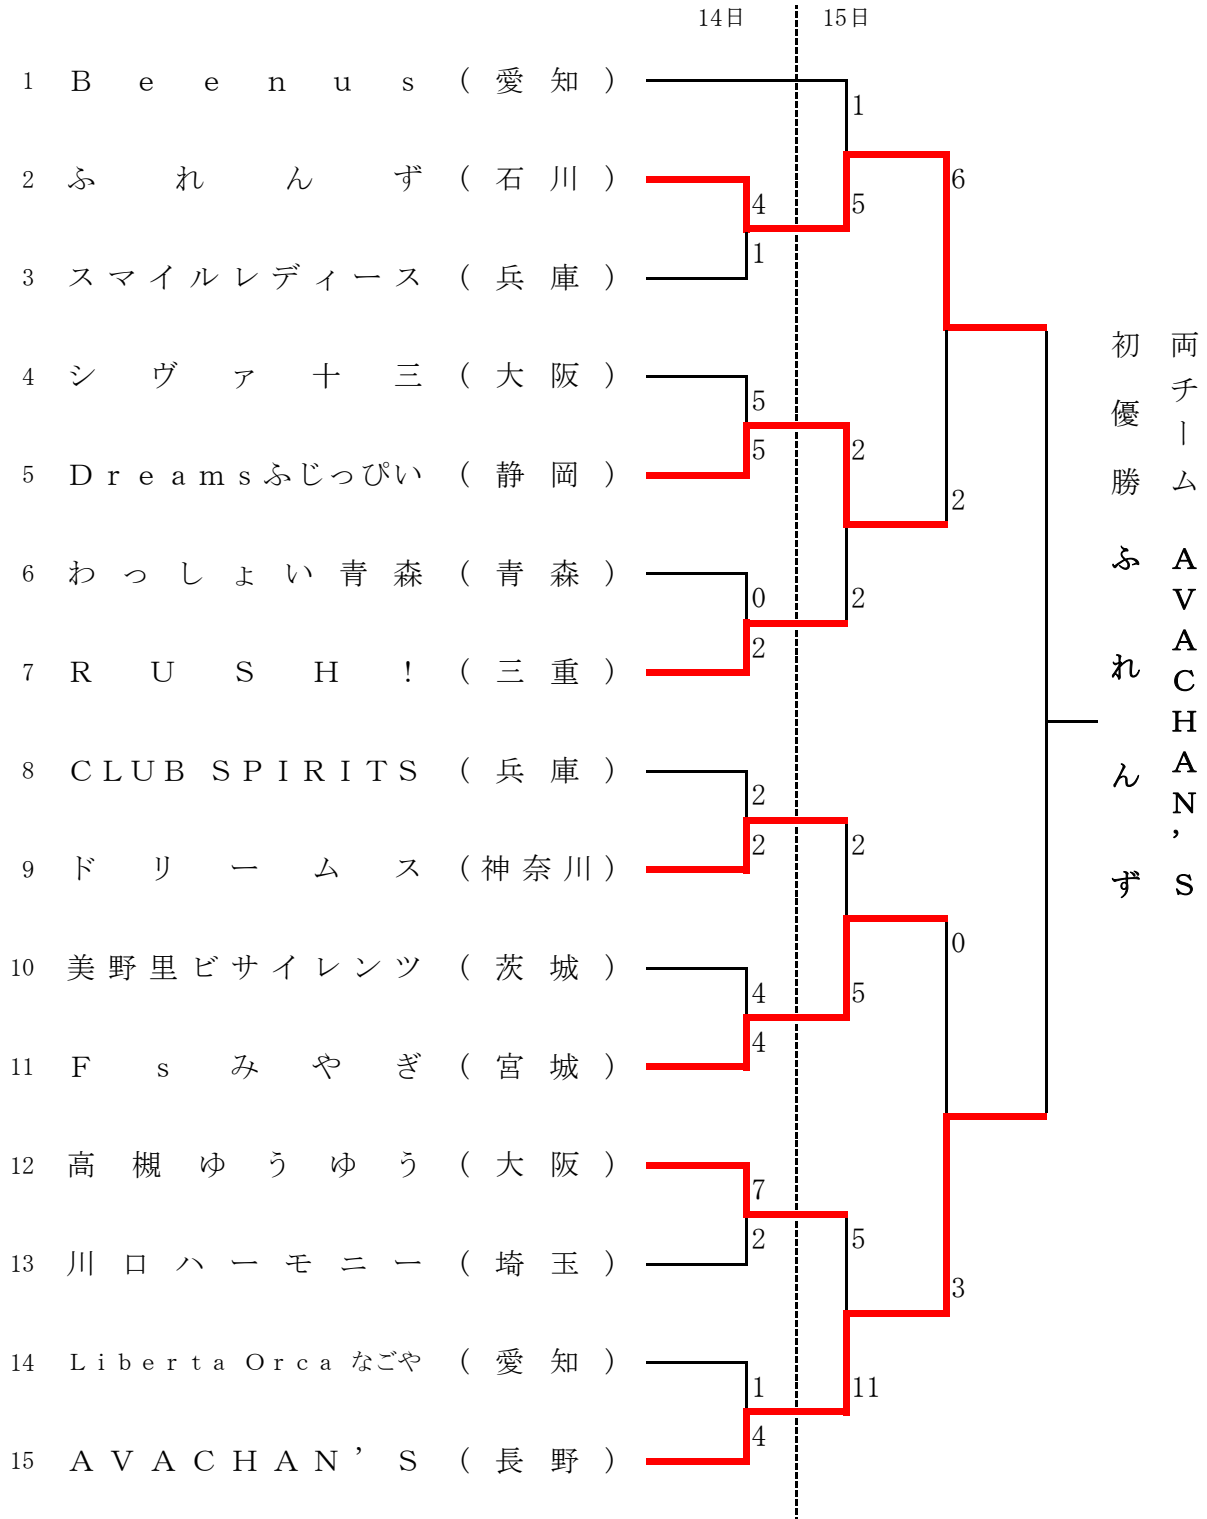 14日 15日
1 Beenus (愛知)
1
2 ふれんず (石川)
6
4 5
1
3 スマイルレディース (兵庫)
4 シヴァ十三 (大阪)
5
5 2
5 Dreamsふじっぴい (静岡)
2
6 わっしょい青森 (青森)
0 2
2
7 RUSH! (三重)
8 CLUB SPIRITS (兵庫)
2
2 2
9 ドリームス (神奈川)
0
10 美野里ビサイレンツ (茨城)
4 5
4
11 Fsみやぎ (宮城)
12 高槻ゆうゆう (大阪)
7
2 5
13 川口ハーモニー (埼玉)
3
14 Liberta Orca なごや (愛知)
1 11
4
15 AVACHAN’S (長野)
両チーム AVACHAN’S
初優勝 ふれんず